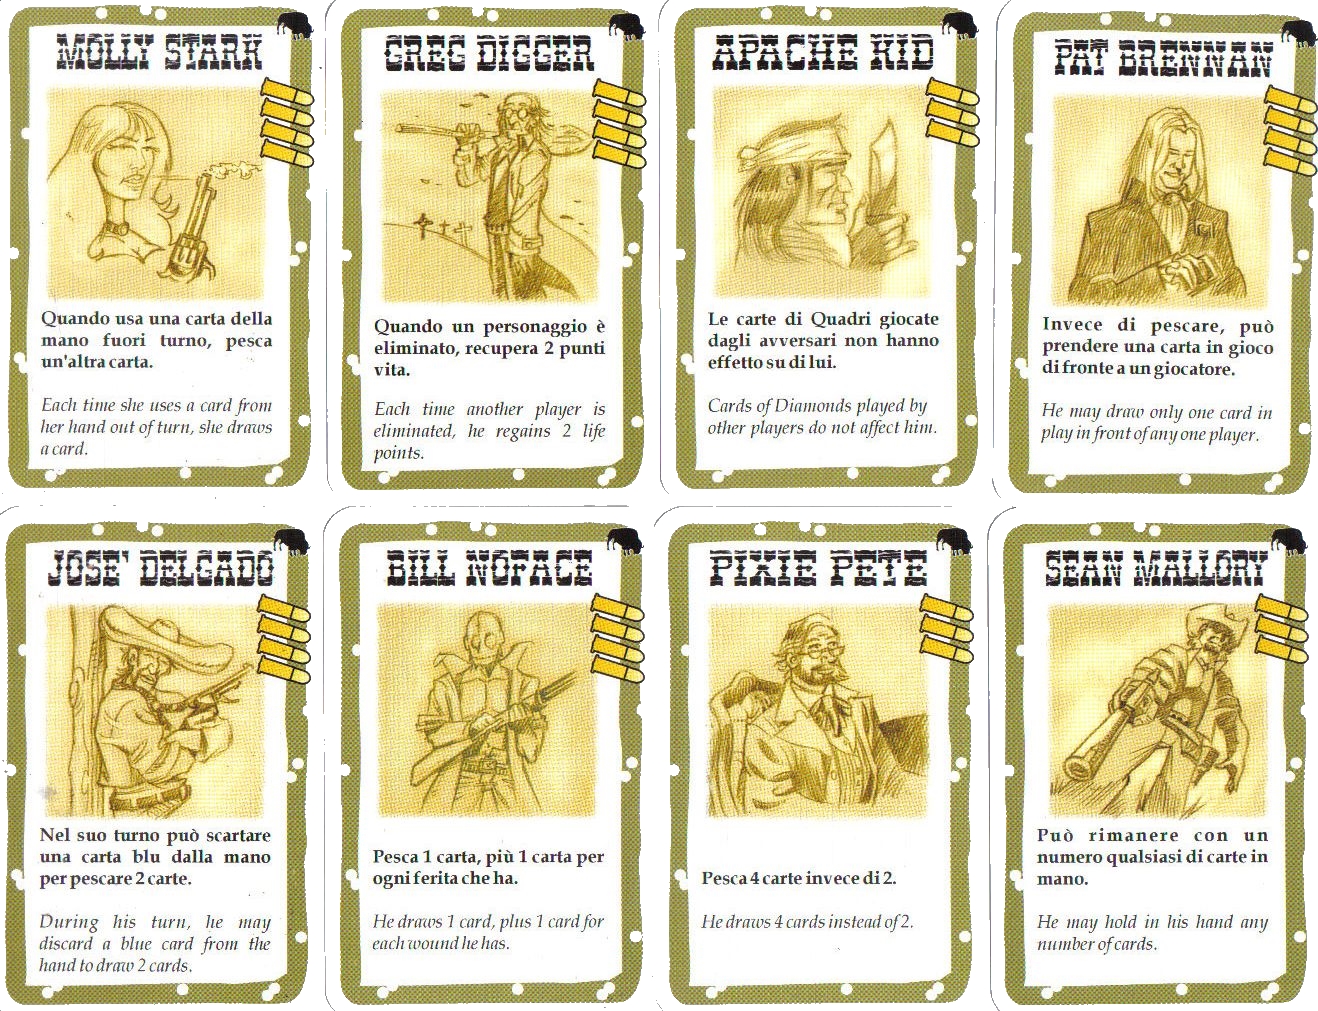 MOLLY STARK
Quando usa una carta della
mano fuori turno, pesca
un'altra carta.
Each time she uses a card from
her hand out of turn, she draws
a card.
GREG DIGGER
Quando un personaggio è
eliminato, recupera 2 punti
vita.
Each time another player is
eliminated, he regains 2 life
points.
APACHE KID
Le carte di Quadri giocate
dagli avversari non hanno
effetto su di lui.
Cards of Diamonds played by
other players do not affect him.
PAT BRENNAN
Invece di pescare, può
prendere una carta in gioco
di fronte a un giocatore.
He may draw only one card in
play in front of any one player.
JOSE' DELGADO
Nel suo turno può scartare
una carta blu dalla mano
per pescare 2 carte.
During his turn, he may
discard a blue card from the
hand to draw 2 cards.
BILL NOFACE
Pesca 1 carta, più 1 carta per
ogni ferita che ha.
He draws 1 card, plus 1 card for
each wound he has.
PIXIE PETE
Pesca 4 carte invece di 2.
He draws 4 cards instead of 2.
SEAN MALLORY
Può rimanere con un
numero qualsiasi di carte in
mano.
He may hold in his hand any
number of cards.